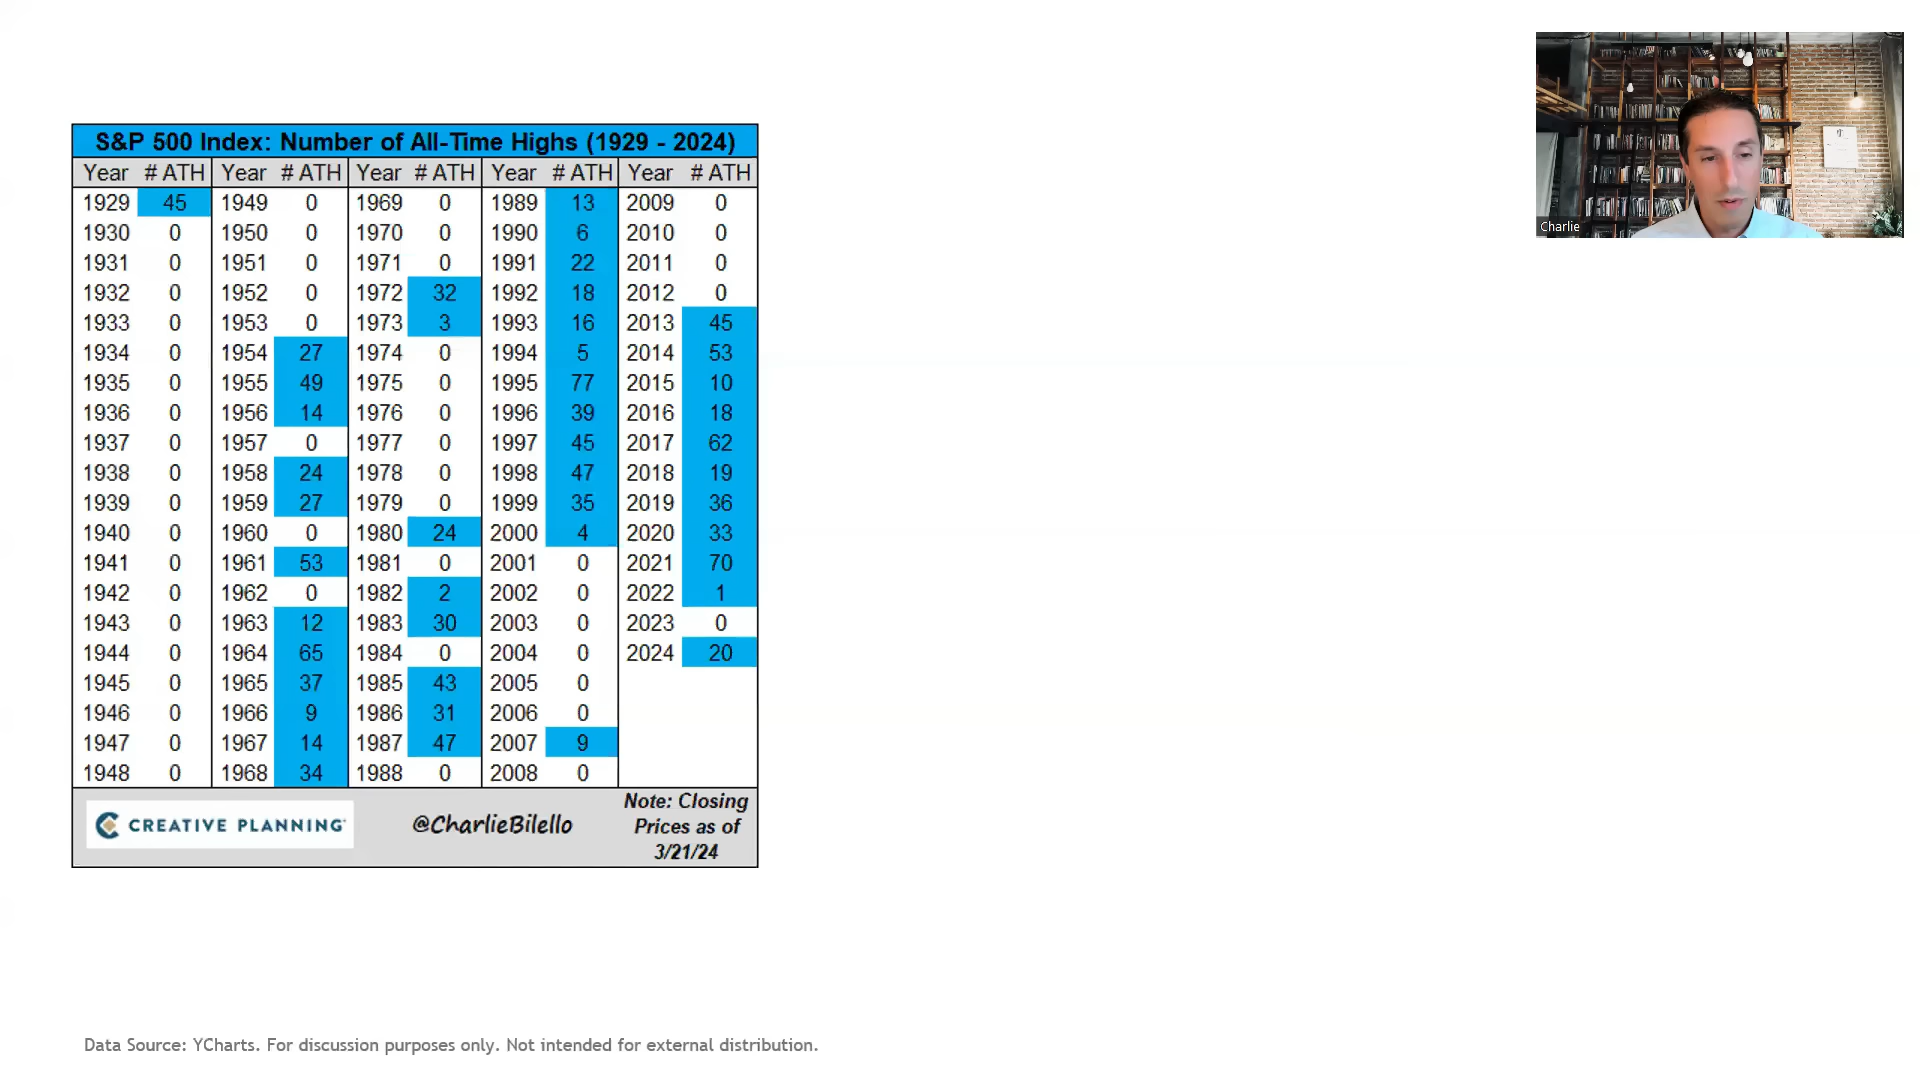 S&P 500 Index: Number of All-Time Highs (1929 - 2024)
Year # ATH Year # ATH Year # ATH Year # ATH Year # ATH
1929 45 1949 0 1969 0 1989 13 2009 0
1930 0 1950 0 1970 0 1990 6 2010 0
1931 0 1951 0 1971 0 1991 22 2011 0
1932 0 1952 0 1972 32 1992 18 2012 0
1933 0 1953 0 1973 3 1993 16 2013 45
1934 0 1954 27 1974 0 1994 5 2014 53
1935 0 1955 49 1975 0 1995 77 2015 10
1936 0 1956 14 1976 0 1996 39 2016 18
1937 0 1957 0 1977 0 1997 45 2017 62
1938 0 1958 24 1978 0 1998 47 2018 19
1939 0 1959 27 1979 0 1999 35 2019 36
1940 0 1960 0 1980 24 2000 4 2020 33
1941 0 1961 53 1981 0 2001 0 2021 70
1942 0 1962 0 1982 2 2002 0 2022 1
1943 0 1963 12 1983 30 2003 0 2023 0
1944 0 1964 65 1984 0 2004 0 2024 20
1945 0 1965 37 1985 43 2005 0
1946 0 1966 9 1986 31 2006 0
1947 0 1967 14 1987 47 2007 9
1948 0 1968 34 1988 0 2008 0
CREATIVE PLANNING
@CharlieBilello
Note: Closing
Prices as of
3/21/24
Charlie
Data Source: YCharts. For discussion purposes only. Not intended for external distribution.